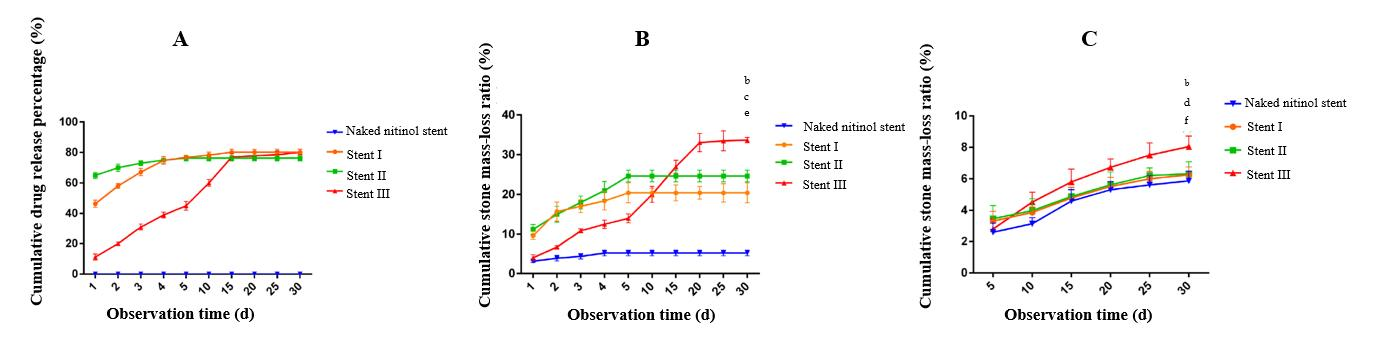 A
Cumulative drug release percentage (%)
100
80
60
40
20
0
1 2 3 4 5 10 15 20 25 30
Observation time (d)
Naked nitinol stent
Stent I
Stent II
Stent III
B
Cumulative stone mass-loss ratio (%)
b
c
e
40
30
20
10
0
1 2 3 4 5 10 15 20 25 30
Observation time (d)
Naked nitinol stent
Stent I
Stent II
Stent III
C
Cumulative stone mass-loss ratio (%)
b
d
f
10
8
6
4
2
0
5 10 15 20 25 30
Observation time (d)
Naked nitinol stent
Stent I
Stent II
Stent III